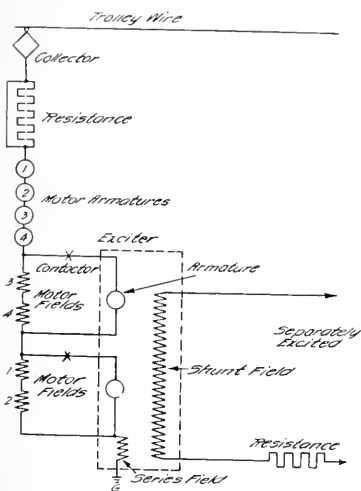 Trolley Wire
Collector
Resistance
1
2
3
4
Motor Armatures
Exciter
Contactor
Armature
3
4
Motor
Fields
Separately
Excited
1
2
Motor
Fields
Shunt Field
Resistance
Series Field
G